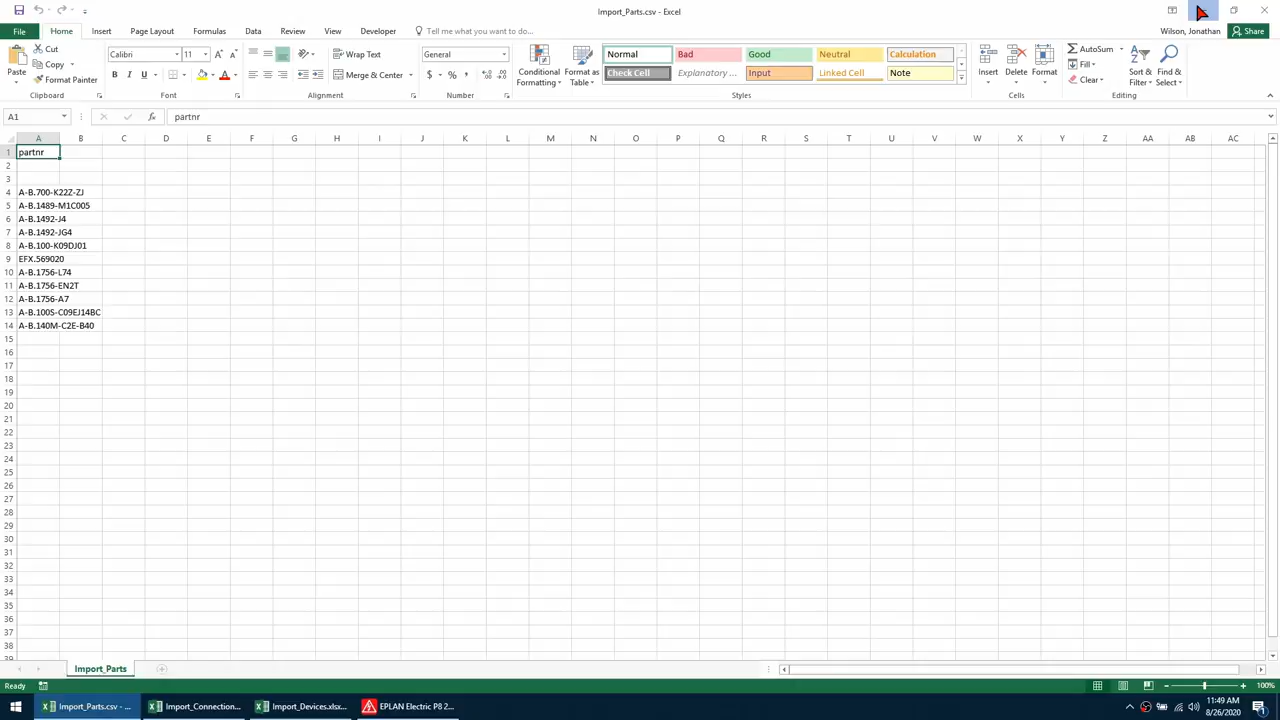 Import_Parts.csv - Excel
File Home Insert Page Layout Formulas Data Review View Developer Tell me what you want to do... Wilson, Jonathan Share
Paste
Cut
Copy
Format Painter
Clipboard
Calibri 11
B I U
Font
Wrap Text
Merge & Center
Alignment
General
$ % ,
Number
Conditional Formatting
Format as Table
Normal Bad Good Neutral Calculation
Check Cell Explanatory ... Input Linked Cell Note
Styles
Insert Delete Format
Cells
AutoSum
Fill
Clear
Sort & Filter
Find & Select
Editing
A1 fx partnr
A B C D E F G H I J K L M N O P Q R S T U V W X Y Z AA AB AC
1 partnr
2
3
4 A-B.700-K22Z-ZJ
5 A-B.1489-M1C005
6 A-B.1492-J4
7 A-B.1492-JG4
8 A-B.100-K09DJ01
9 EFX.569020
10 A-B.1756-L74
11 A-B.1756-EN2T
12 A-B.1756-A7
13 A-B.100S-C09EJ14BC
14 A-B.140M-C2E-B40
15
16
17
18
19
20
21
22
23
24
25
26
27
28
29
30
31
32
33
34
35
36
37
38
39
Import_Parts
Ready 100%
Import_Parts.csv - ... Import_Connection... Import_Devices.xlsx... EPLAN Electric P8 2... 11:49 AM
8/26/2020
1